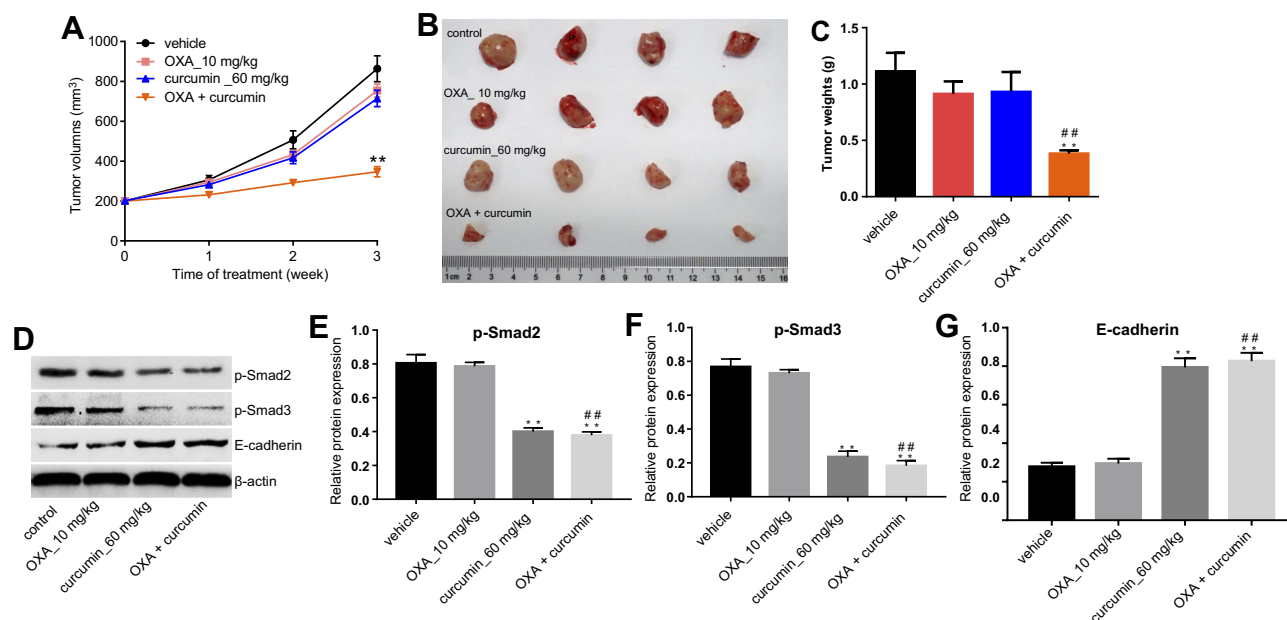 A
Tumor volumns (mm3)
1000
800
600
400
200
0
0
1
2
3
Time of treatment (week)
vehicle
OXA_10 mg/kg
curcumin _60 mg/kg
OXA + curcumin
**
B
control
OXA_ 10 mg/kg
curcumin_60 mg/kg
OXA + curcumin
1cm 2 3 4 5 6 7 8 9 10 11 12 13 14 15 16
C
Tumor weights (g)
1.5
1.0
0.5
0.0
##
**
vehicle
OXA_10 mg/kg
curcumin_60 mg/kg
OXA + curcumin
D
p-Smad2
p-Smad3
E-cadherin
β-actin
control
OXA_10 mg/kg
curcumin_60 mg/kg
OXA + curcumin
E
p-Smad2
Relative protein expression
1.0
0.8
0.6
0.4
0.2
0.0
**
##
**
vehicle
OXA_10 mg/kg
curcumin_60 mg/kg
OXA + curcumin
F
p-Smad3
Relative protein expression
1.0
0.8
0.6
0.4
0.2
0.0
**
##
**
vehicle
OXA_10 mg/kg
curcumin_60 mg/kg
OXA + curcumin
G
E-cadherin
Relative protein expression
1.0
0.8
0.6
0.4
0.2
0.0
**
##
**
vehicle
OXA_10 mg/kg
curcumin_60 mg/kg
OXA + curcumin